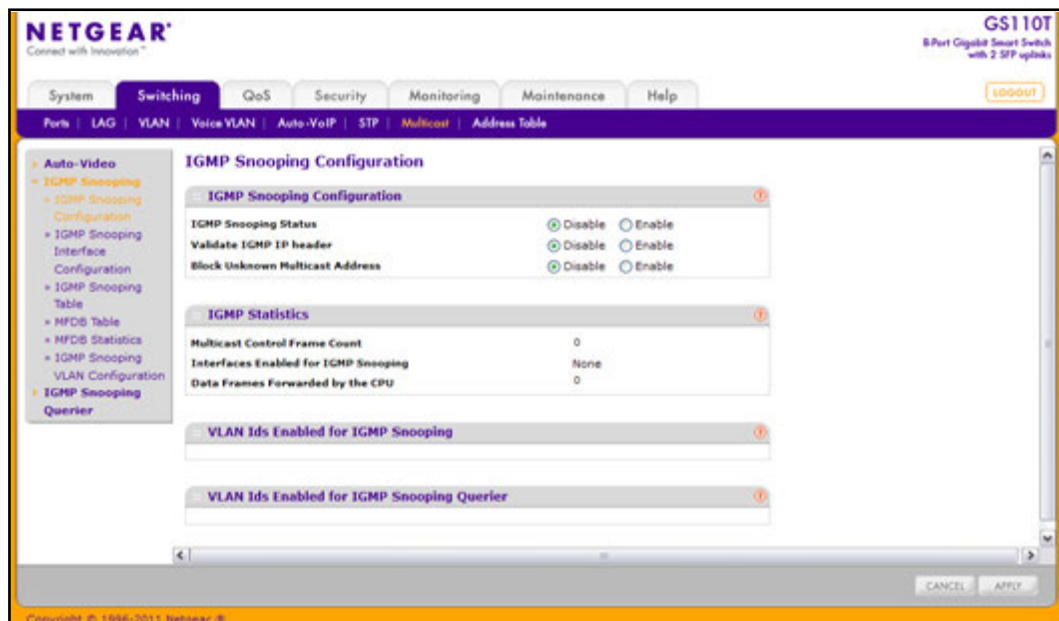 NETGEAR®
Connect with Innovation™
GS110T
8-Port Gigabit Smart Switch
with 2 SFP uplinks
System Switching QoS Security Monitoring Maintenance Help
LOGOUT
Ports | LAG | VLAN | Voice VLAN | Auto-VoIP | STP | Multicast | Address Table
Auto-Video
IGMP Snooping
» IGMP Snooping
Configuration
» IGMP Snooping
Interface
Configuration
» IGMP Snooping
Table
» MFDB Table
» MFDB Statistics
» IGMP Snooping
VLAN Configuration
IGMP Snooping
Querier
IGMP Snooping Configuration
IGMP Snooping Configuration
IGMP Snooping Status Disable Enable
Validate IGMP IP header Disable Enable
Block Unknown Multicast Address Disable Enable
IGMP Statistics
Multicast Control Frame Count 0
Interfaces Enabled for IGMP Snooping None
Data Frames Forwarded by the CPU 0
VLAN Ids Enabled for IGMP Snooping
VLAN Ids Enabled for IGMP Snooping Querier
CANCEL APPLY
Copyright © 1996-2011 Netgear ®